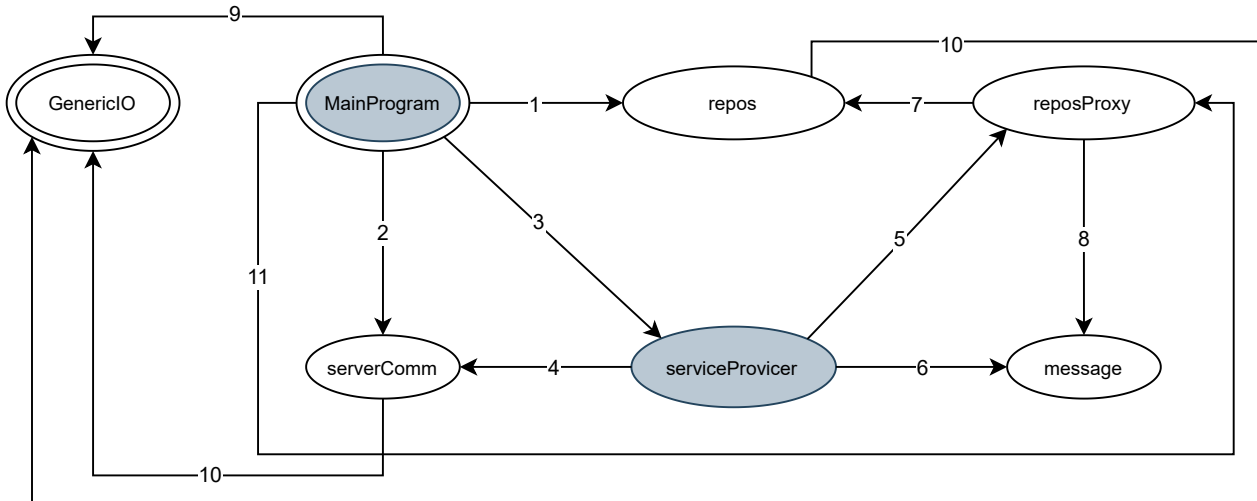 9
10
GenericIO
MainProgram
1
repos
7
reposProxy
2
3
5
8
11
serverComm
4
serviceProvicer
6
message
10